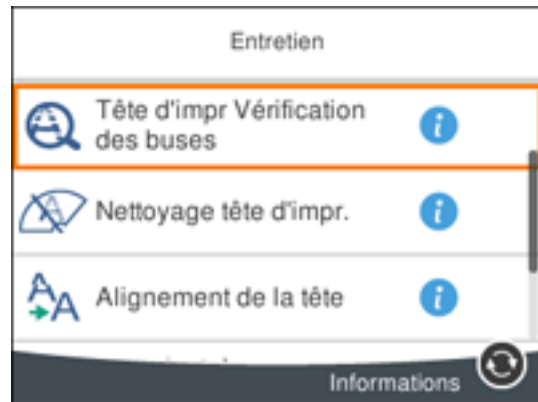 Entretien
Tête d'impr Vérification
des buses
Nettoyage tête d'impr.
Alignement de la tête
Informations